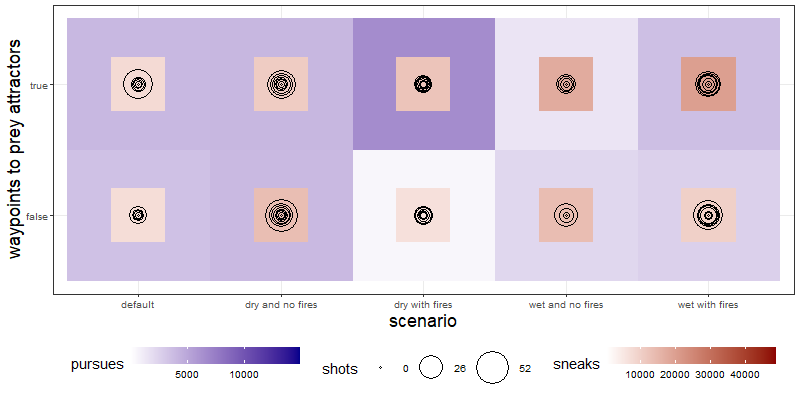 waypoints to prey attractors
true
false
default
dry and no fires
dry with fires
wet and no fires
wet with fires
scenario
pursues
5000 10000
shots
0 26 52
sneaks
10000 20000 30000 40000